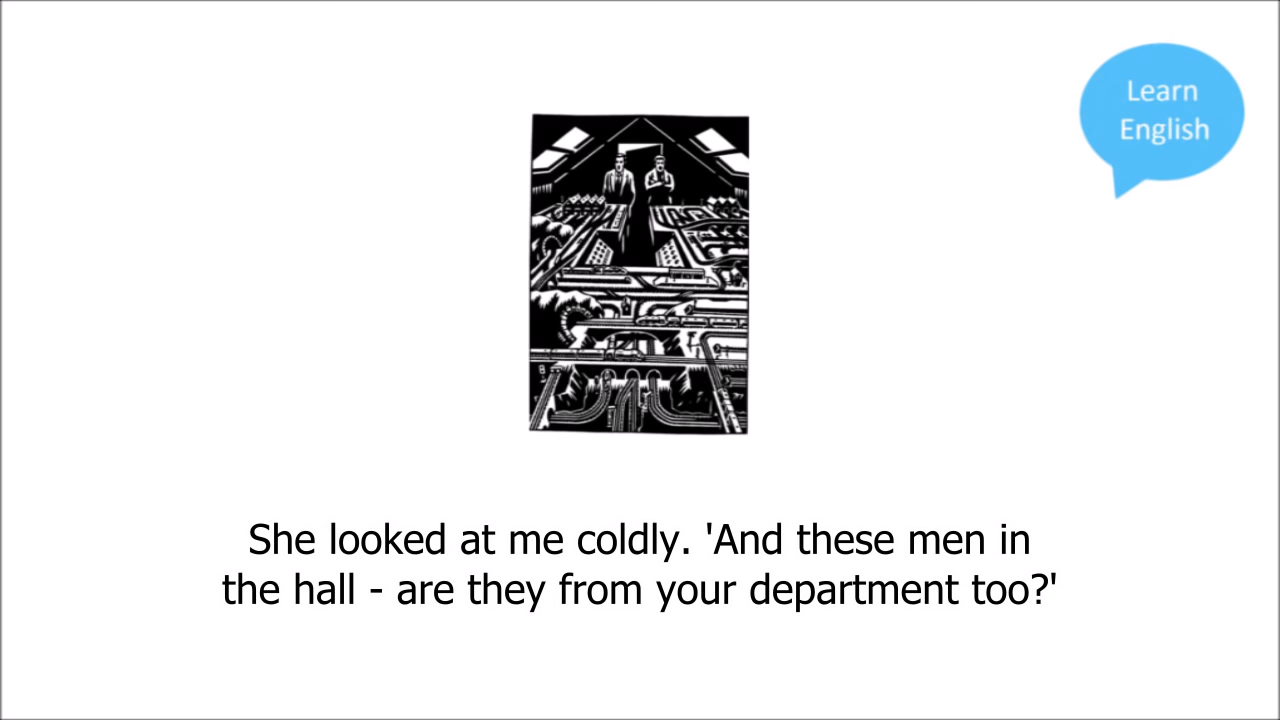 Learn
English
She looked at me coldly. 'And these men in
the hall - are they from your department too?'